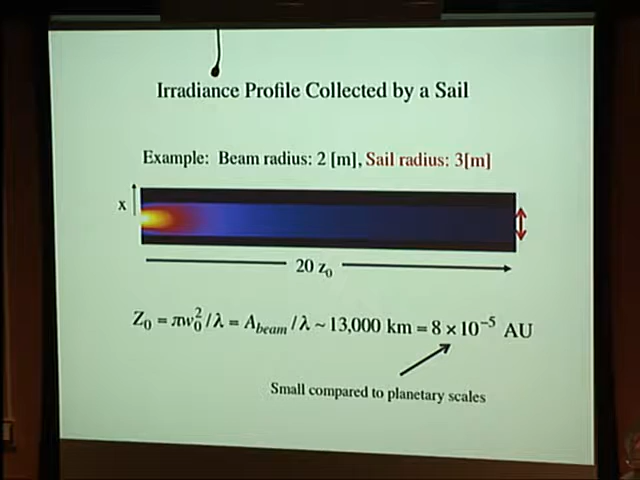 Irradiance Profile Collected by a Sail
Example: Beam radius: 2 [m], Sail radius: 3[m]
x
20 z₀
Z₀ = πw₀²/λ = A_beam/λ ~ 13,000 km = 8 × 10⁻⁵ AU
Small compared to planetary scales